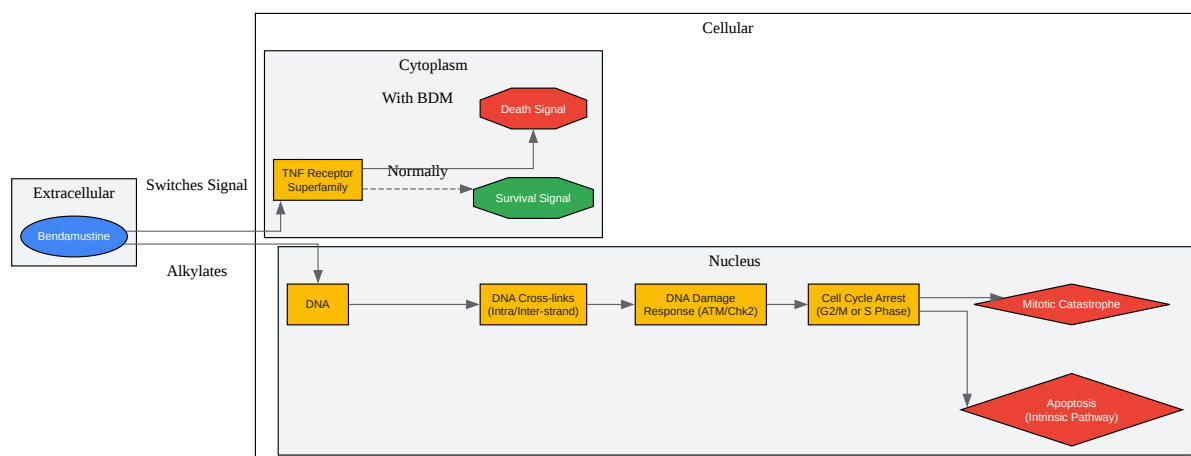 Cellular
Cytoplasm
With BDM
Death Signal
TNF Receptor
Superfamily
Normally
Survival Signal
Extracellular
Switches Signal
Bendamustine
Alkylates
Nucleus
DNA
DNA Cross-links
(Intra/Inter-strand)
DNA Damage
Response (ATM/Chk2)
Cell Cycle Arrest
(G2/M or S Phase)
Mitotic Catastrophe
Apoptosis
(Intrinsic Pathway)